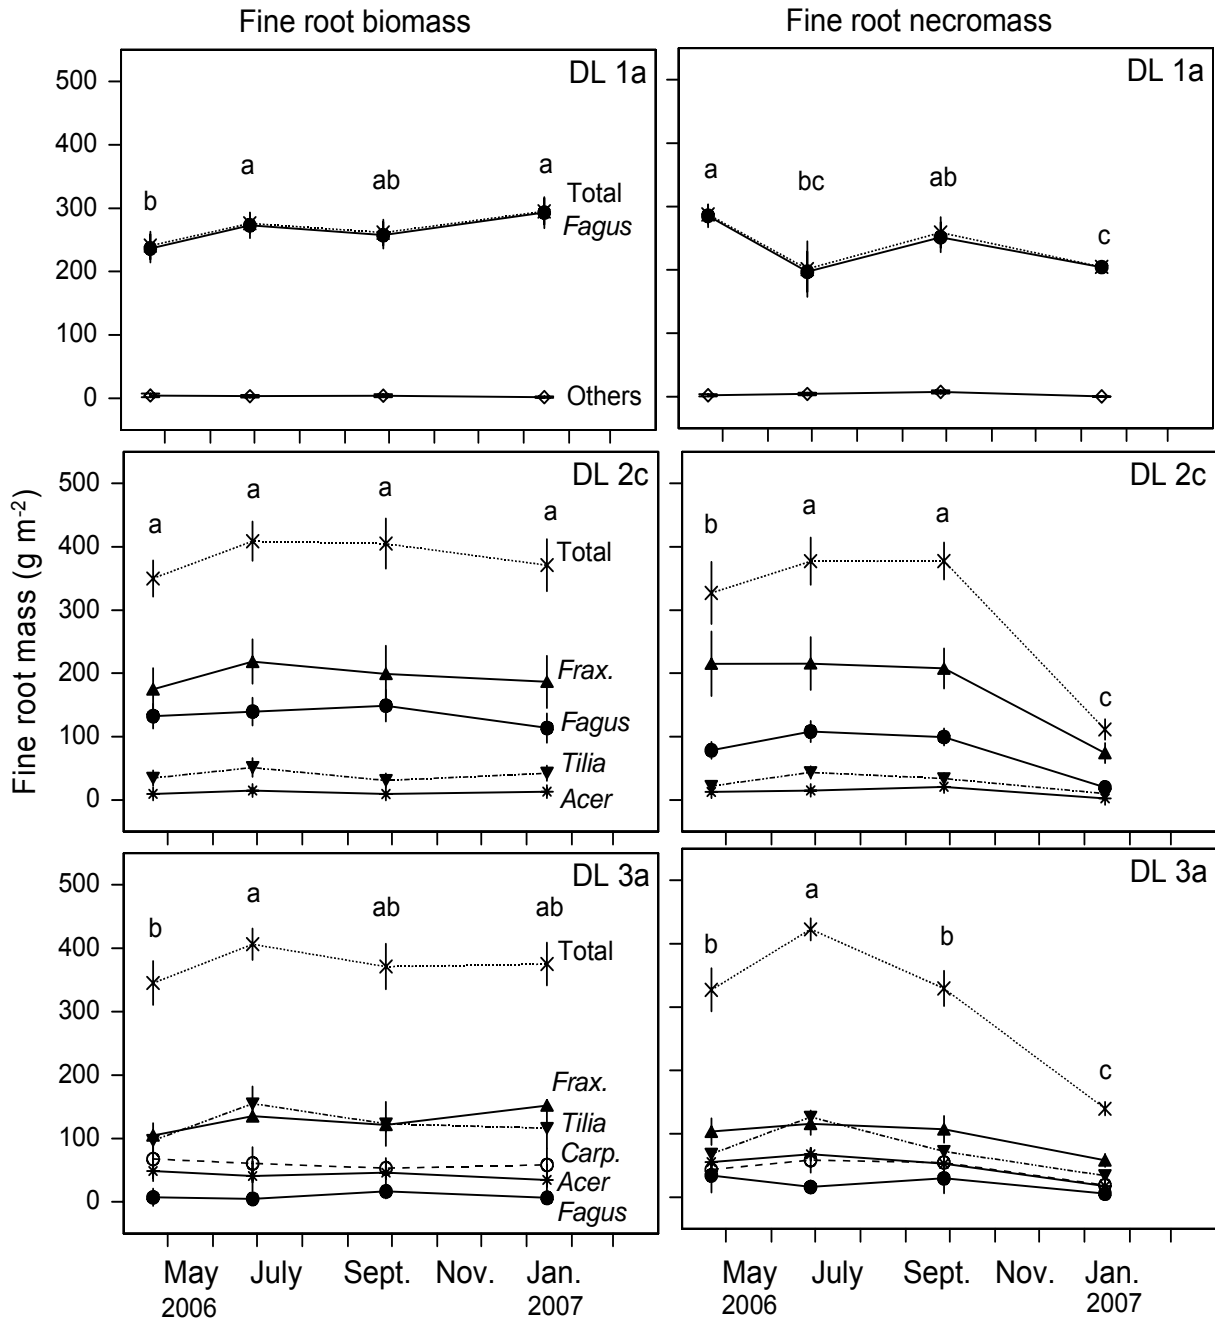 Fine root biomass
Fine root necromass
Fine root mass (g m-2)
DL 1a
500
400
300
200
100
0
b
a
ab
a
Total
Fagus
Others
DL 1a
a
bc
ab
c
DL 2c
500
400
300
200
100
0
a
a
a
a
Total
Frax.
Fagus
Tilia
Acer
DL 2c
b
a
a
c
DL 3a
500
400
300
200
100
0
b
a
ab
ab
Total
Frax.
Tilia
Carp.
Acer
Fagus
DL 3a
b
a
b
c
May July Sept. Nov. Jan.
2006 2007
May July Sept. Nov. Jan.
2006 2007